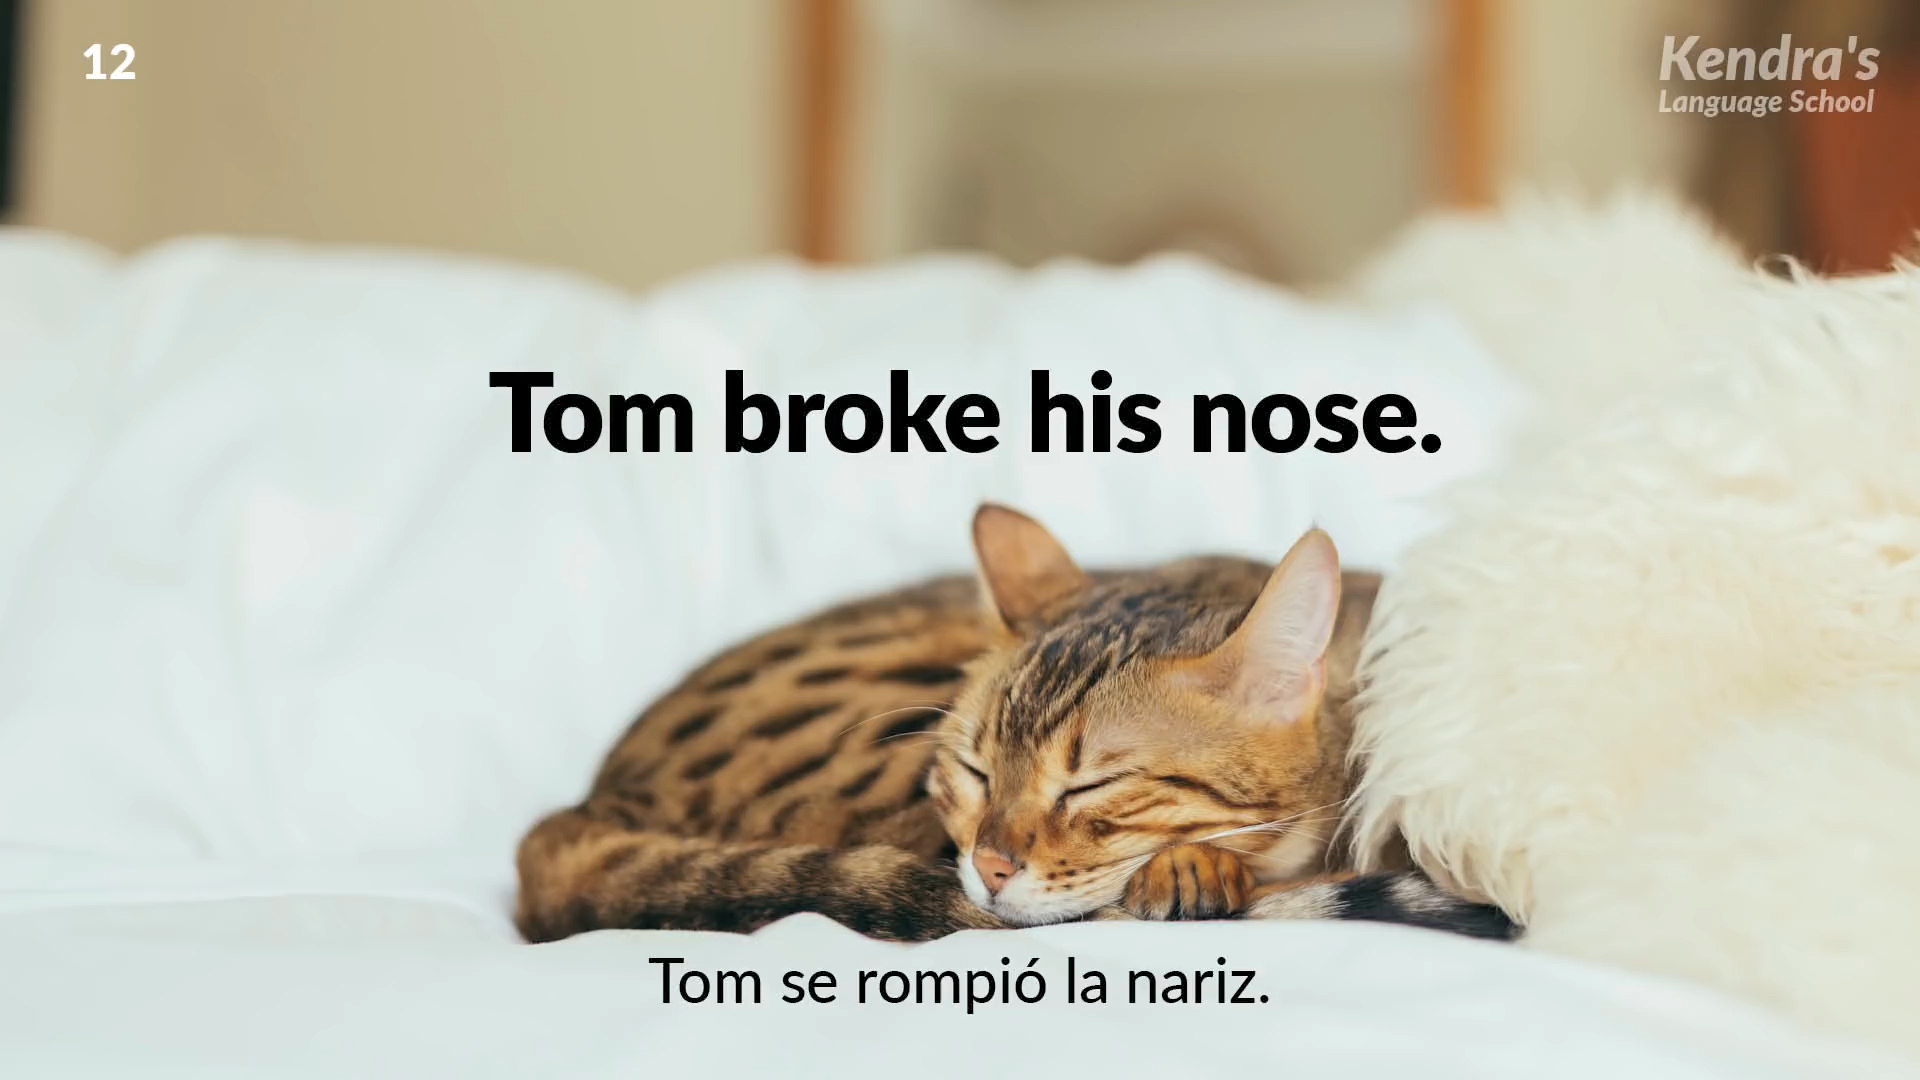 12
Kendra's
Language School
Tom broke his nose.
Tom se rompió la nariz.